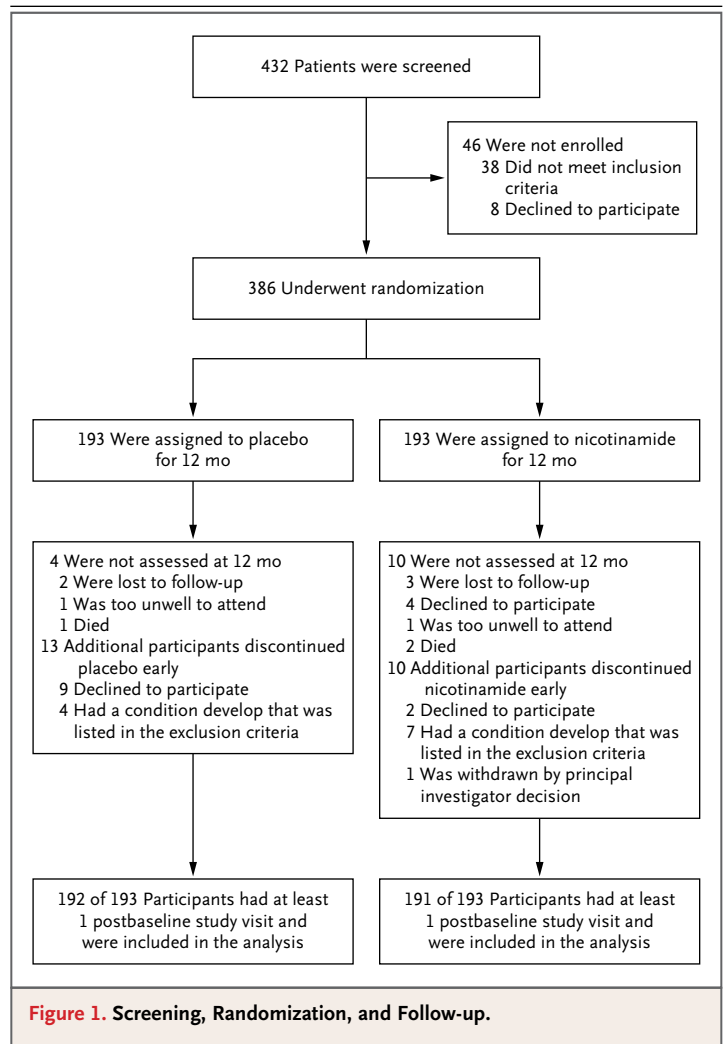 432 Patients were screened
46 Were not enrolled
38 Did not meet inclusion
criteria
8 Declined to participate
386 Underwent randomization
193 Were assigned to placebo
for 12 mo
193 Were assigned to nicotinamide
for 12 mo
4 Were not assessed at 12 mo
2 Were lost to follow-up
1 Was too unwell to attend
1 Died
13 Additional participants discontinued
placebo early
9 Declined to participate
4 Had a condition develop that was
listed in the exclusion criteria
10 Were not assessed at 12 mo
3 Were lost to follow-up
4 Declined to participate
1 Was too unwell to attend
2 Died
10 Additional participants discontinued
nicotinamide early
2 Declined to participate
7 Had a condition develop that was
listed in the exclusion criteria
1 Was withdrawn by principal
investigator decision
192 of 193 Participants had at least
1 postbaseline study visit and
were included in the analysis
191 of 193 Participants had at least
1 postbaseline study visit and
were included in the analysis
Figure 1. Screening, Randomization, and Follow-up.